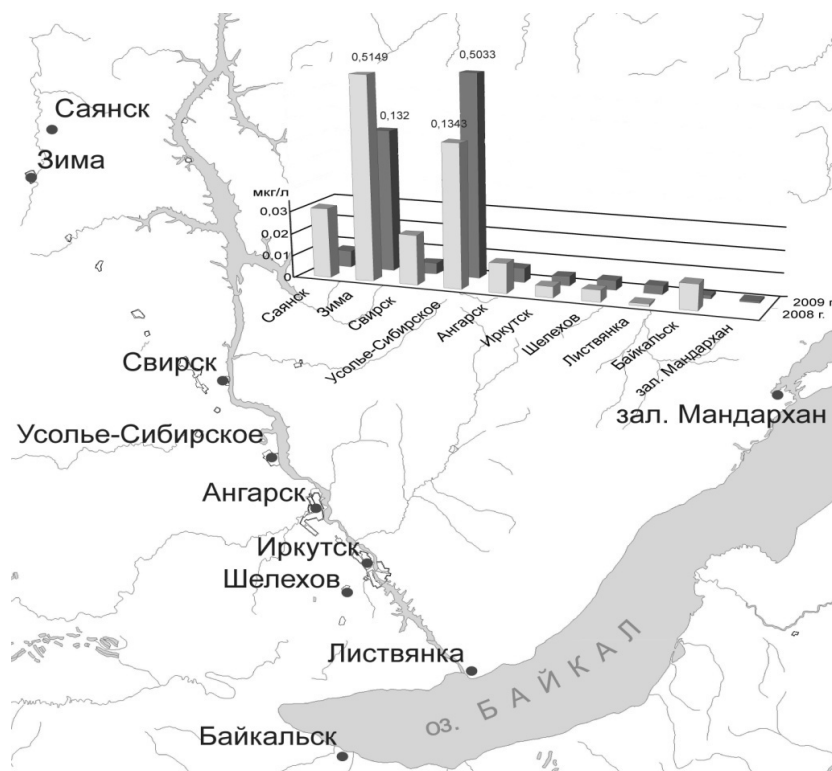 0,5149
0,5033
0,132
0,1343
мкг/л
0,03
0,02
0,01
0
Саянск
Зима
Свирск
Усолье-Сибирское
Ангарск
Иркутск
Шелехов
Листвянка
Байкальск
зал. Мандархан
2009 г.
2008 г.
Саянск
Зима
Свирск
Усолье-Сибирское
Ангарск
Иркутск
Шелехов
Листвянка
Байкальск
зал. Мандархан
оз. БАЙКАЛ